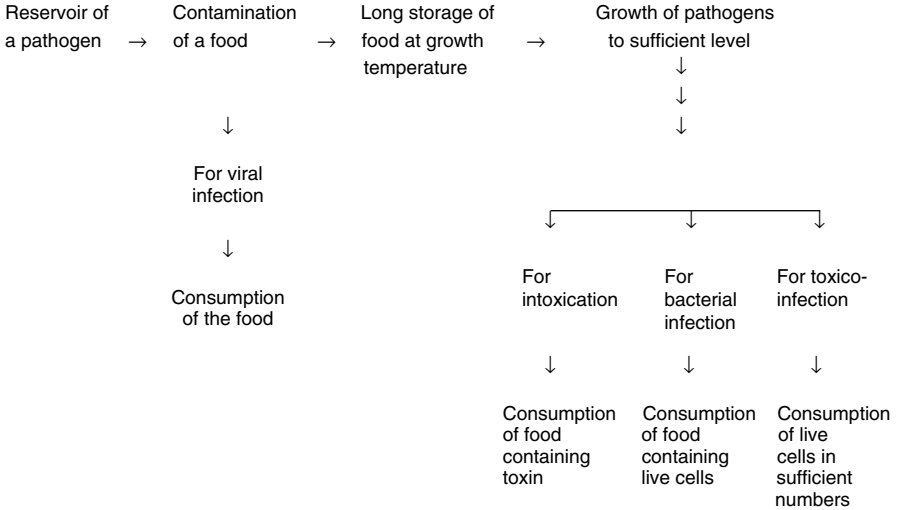 Reservoir of
a pathogen
→
Contamination
of a food
→
Long storage of
food at growth
temperature
→
Growth of pathogens
to sufficient level
↓
↓
↓
↓
For viral
infection
↓
Consumption
of the food
↓ ↓ ↓
For
intoxication
↓
Consumption
of food
containing
toxin
For
bacterial
infection
↓
Consumption
of food
containing
live cells
For toxico-
infection
↓
Consumption
of live
cells in
sufficient
numbers